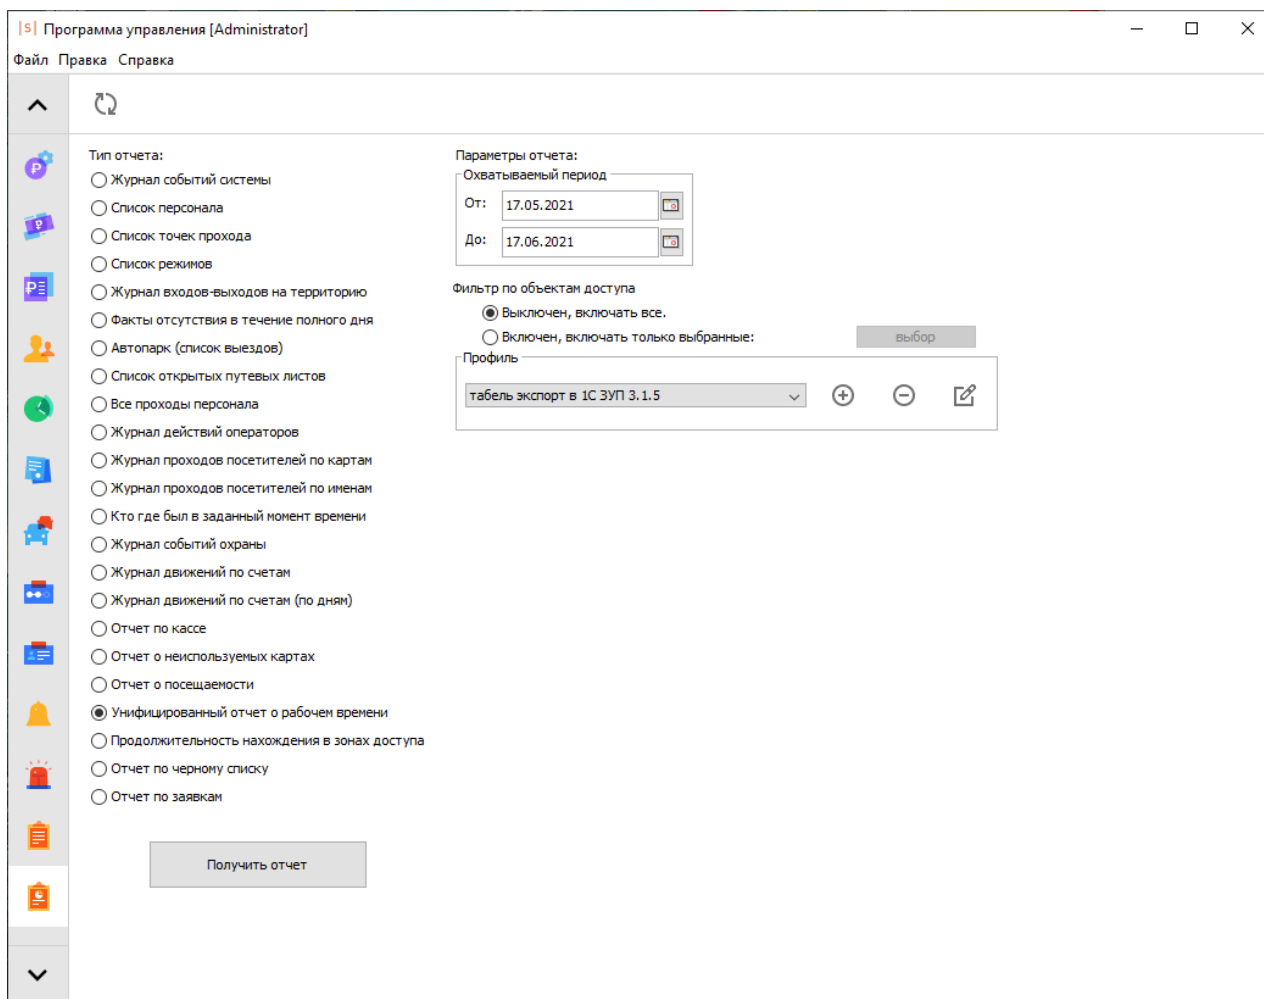 |S| Программа управления [Administrator]
Файл Правка Справка
Тип отчета:
Журнал событий системы
Список персонала
Список точек прохода
Список режимов
Журнал входов-выходов на территорию
Факты отсутствия в течение полного дня
Автопарк (список выездов)
Список открытых путевых листов
Все проходы персонала
Журнал действий операторов
Журнал проходов посетителей по картам
Журнал проходов посетителей по именам
Кто где был в заданный момент времени
Журнал событий охраны
Журнал движений по счетам
Журнал движений по счетам (по дням)
Отчет по кассе
Отчет о неиспользуемых картах
Отчет о посещаемости
Унифицированный отчет о рабочем времени
Продолжительность нахождения в зонах доступа
Отчет по черному списку
Отчет по заявкам
Получить отчет
Параметры отчета:
Охватываемый период
От: 17.05.2021
До: 17.06.2021
Фильтр по объектам доступа
Выключен, включать все.
Включен, включать только выбранные: выбор
Профиль
табель экспорт в 1С ЗУП 3.1.5